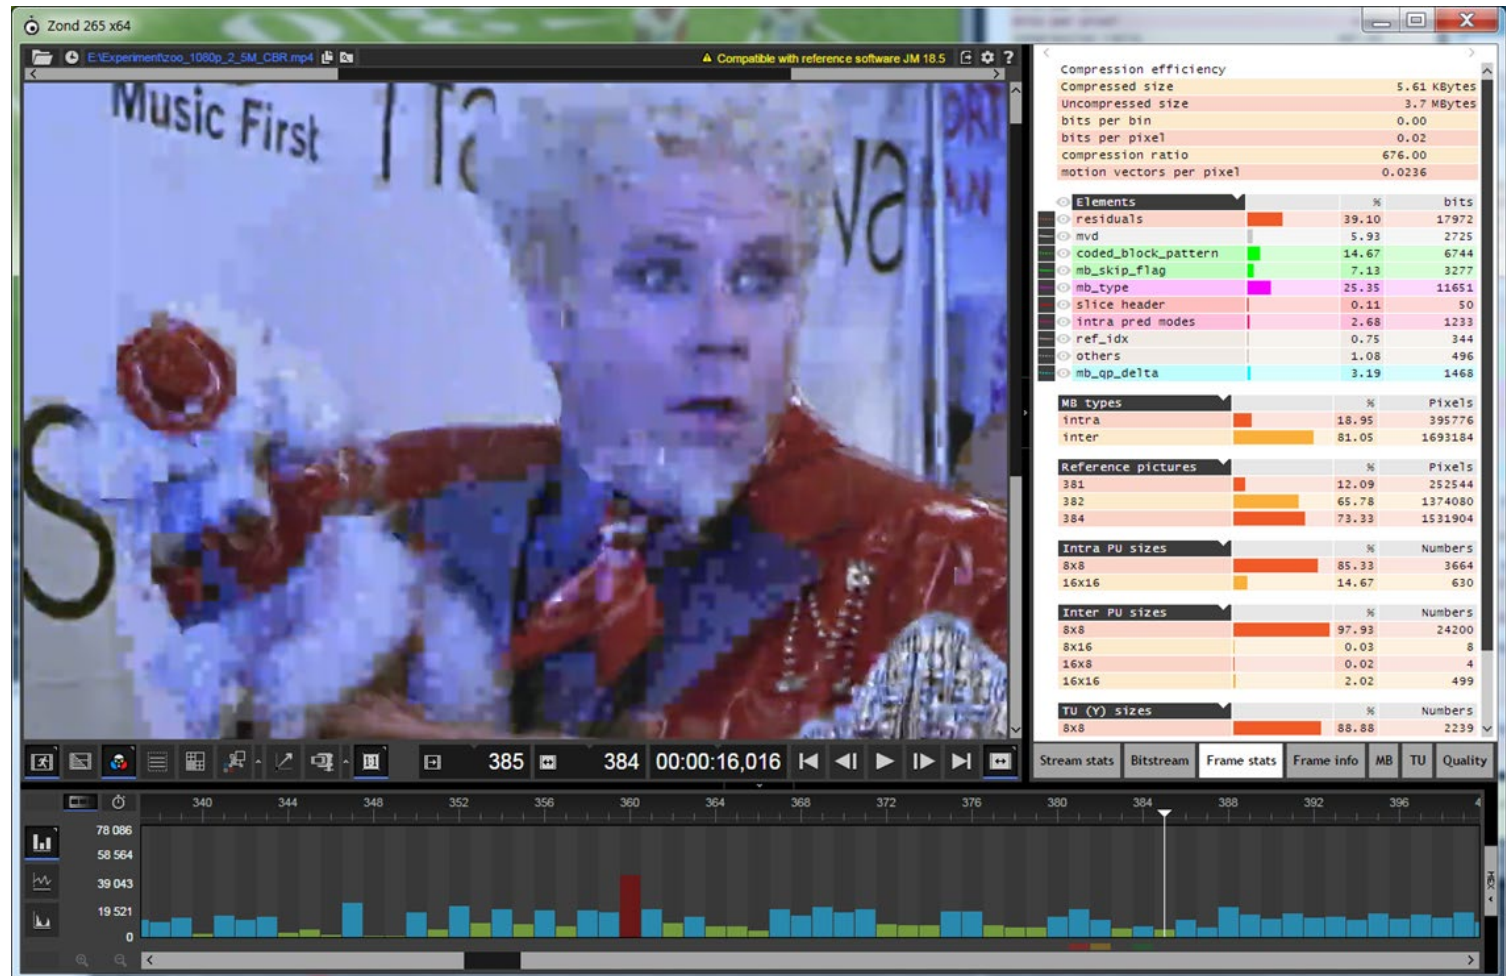 Zond 265 x64
E:\Experiment\zoo_1080p_2_5M_CBR.mp4
Compatible with reference software JM 18.5
Music First
Compression efficiency
Compressed size 5.61 KBytes
Uncompressed size 3.7 MBytes
bits per bin 0.00
bits per pixel 0.02
compression ratio 676.00
motion vectors per pixel 0.0236
Elements % bits
residuals 39.10 17972
mvd 5.93 2725
coded_block_pattern 14.67 6744
mb_skip_flag 7.13 3277
mb_type 25.35 11651
slice header 0.11 50
intra pred modes 2.68 1233
ref_idx 0.75 344
others 1.08 496
mb_qp_delta 3.19 1468
MB types % Pixels
intra 18.95 395776
inter 81.05 1693184
Reference pictures % Pixels
381 12.09 252544
382 65.78 1374080
384 73.33 1531904
Intra PU sizes % Numbers
8x8 85.33 3664
16x16 14.67 630
Inter PU sizes % Numbers
8x8 97.93 24200
8x16 0.03 8
16x8 0.02 4
16x16 2.02 499
TU (Y) sizes % Numbers
8x8 88.88 2239
1:1 385 384 00:00:16,016
Stream stats Bitstream Frame stats Frame info MB TU Quality
340 344 348 352 356 360 364 368 372 376 380 384 388 392 396 4
78 086
58 564
39 043
19 521
0
HEX